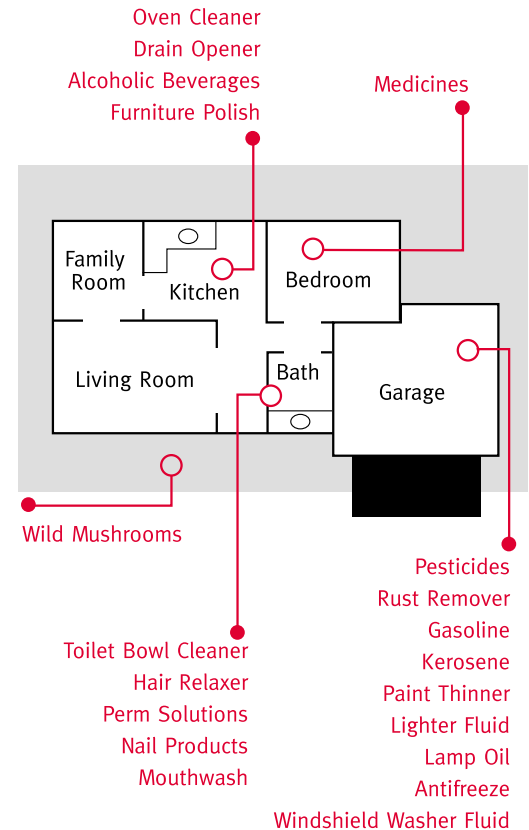 Oven Cleaner
Drain Opener
Alcoholic Beverages
Furniture Polish
Medicines
Family
Room
Kitchen
Bedroom
Living Room
Bath
Garage
Wild Mushrooms
Toilet Bowl Cleaner
Hair Relaxer
Perm Solutions
Nail Products
Mouthwash
Pesticides
Rust Remover
Gasoline
Kerosene
Paint Thinner
Lighter Fluid
Lamp Oil
Antifreeze
Windshield Washer Fluid